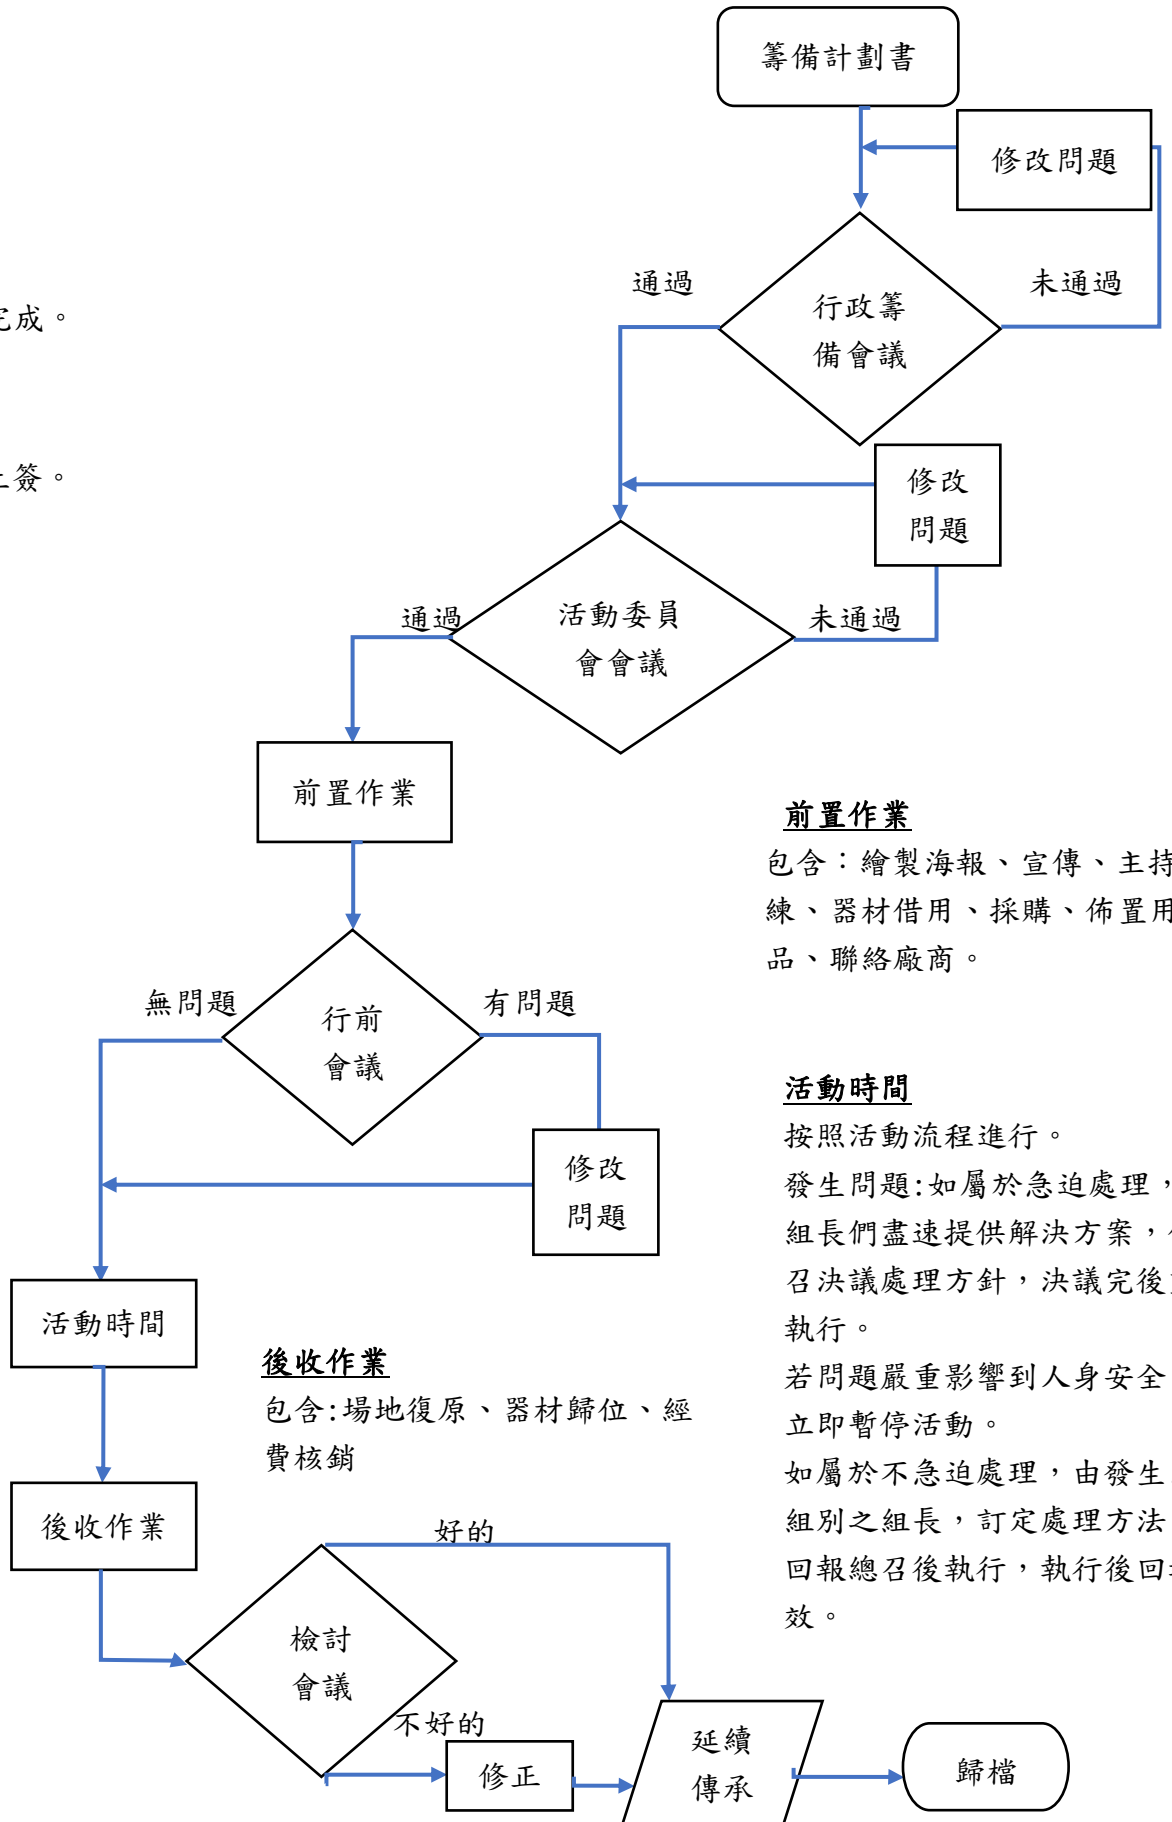 籌備計劃書
修改問題
通過
未通過
行政籌
備會議
完成。
上簽。
修改
問題
通過
未通過
活動委員
會會議
前置作業
前置作業
包含：繪製海報、宣傳、主持
練、器材借用、採購、佈置用
品、聯絡廠商。
無問題
有問題
行前
會議
修改
問題
活動時間
按照活動流程進行。
發生問題:如屬於急迫處理，
組長們盡速提供解決方案，
召決議處理方針，決議完後
執行。
若問題嚴重影響到人身安全
立即暫停活動。
如屬於不急迫處理，由發生
組別之組長，訂定處理方法
回報總召後執行，執行後回
效。
活動時間
後收作業
包含:場地復原、器材歸位、經
費核銷
後收作業
好的
檢討
會議
不好的
修正
延續
傳承
歸檔